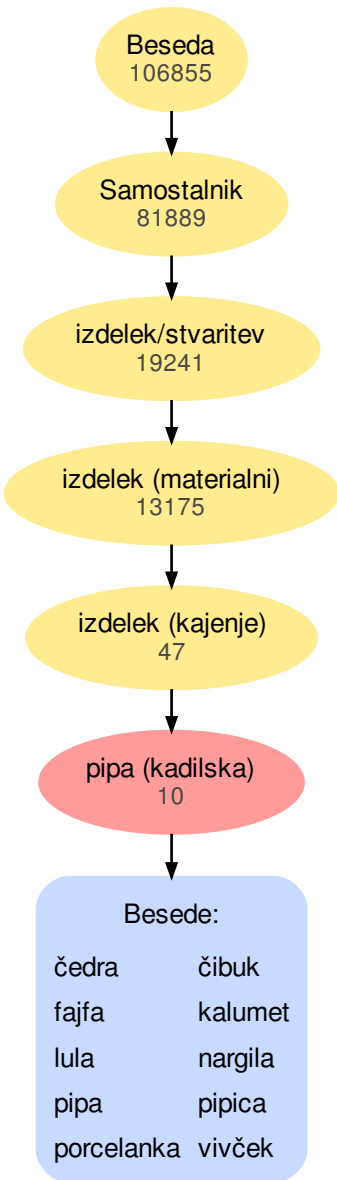 Beseda
106855
Samostalnik
81889
izdelek/stvaritev
19241
izdelek (materialni)
13175
izdelek (kajenje)
47
pipa (kadilska)
10
Besede:
čedra čibuk
fajfa kalumet
lula nargila
pipa pipica
porcelanka vivček